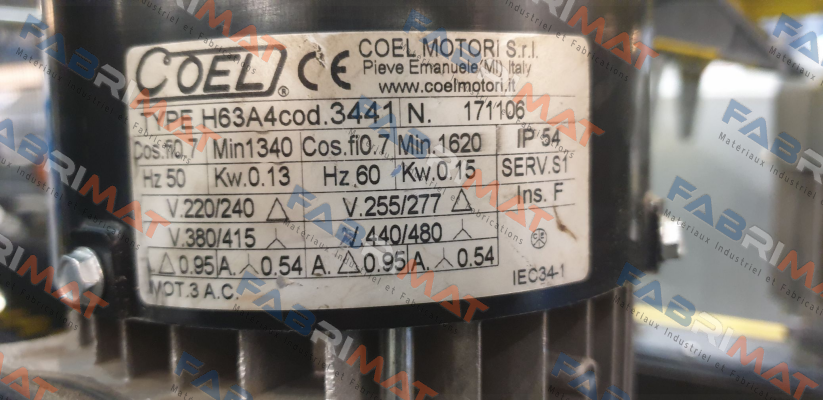 COEL ® CE COEL MOTORI S.r.l.
Pieve Emanuele(MI) Italy
www.coelmotori.it
TYPE H63A4cod.3441 N. 171106
Cos.fi0.7 Min1340 Cos.fi0.7 Min.1620 IP 54
Hz 50 Kw.0.13 Hz 60 Kw.0.15 SERV.S1
V.220/240 △ V.255/277 △ Ins. F
V.380/415 ⅄ 440/480 ⅄
△ 0.95 A. ⅄ 0.54 A. △ 0.95 A. ⅄ 0.54
MOT.3 A.C. IEC34-1
FABRIMAT
Matériaux Industriel et Fabrications